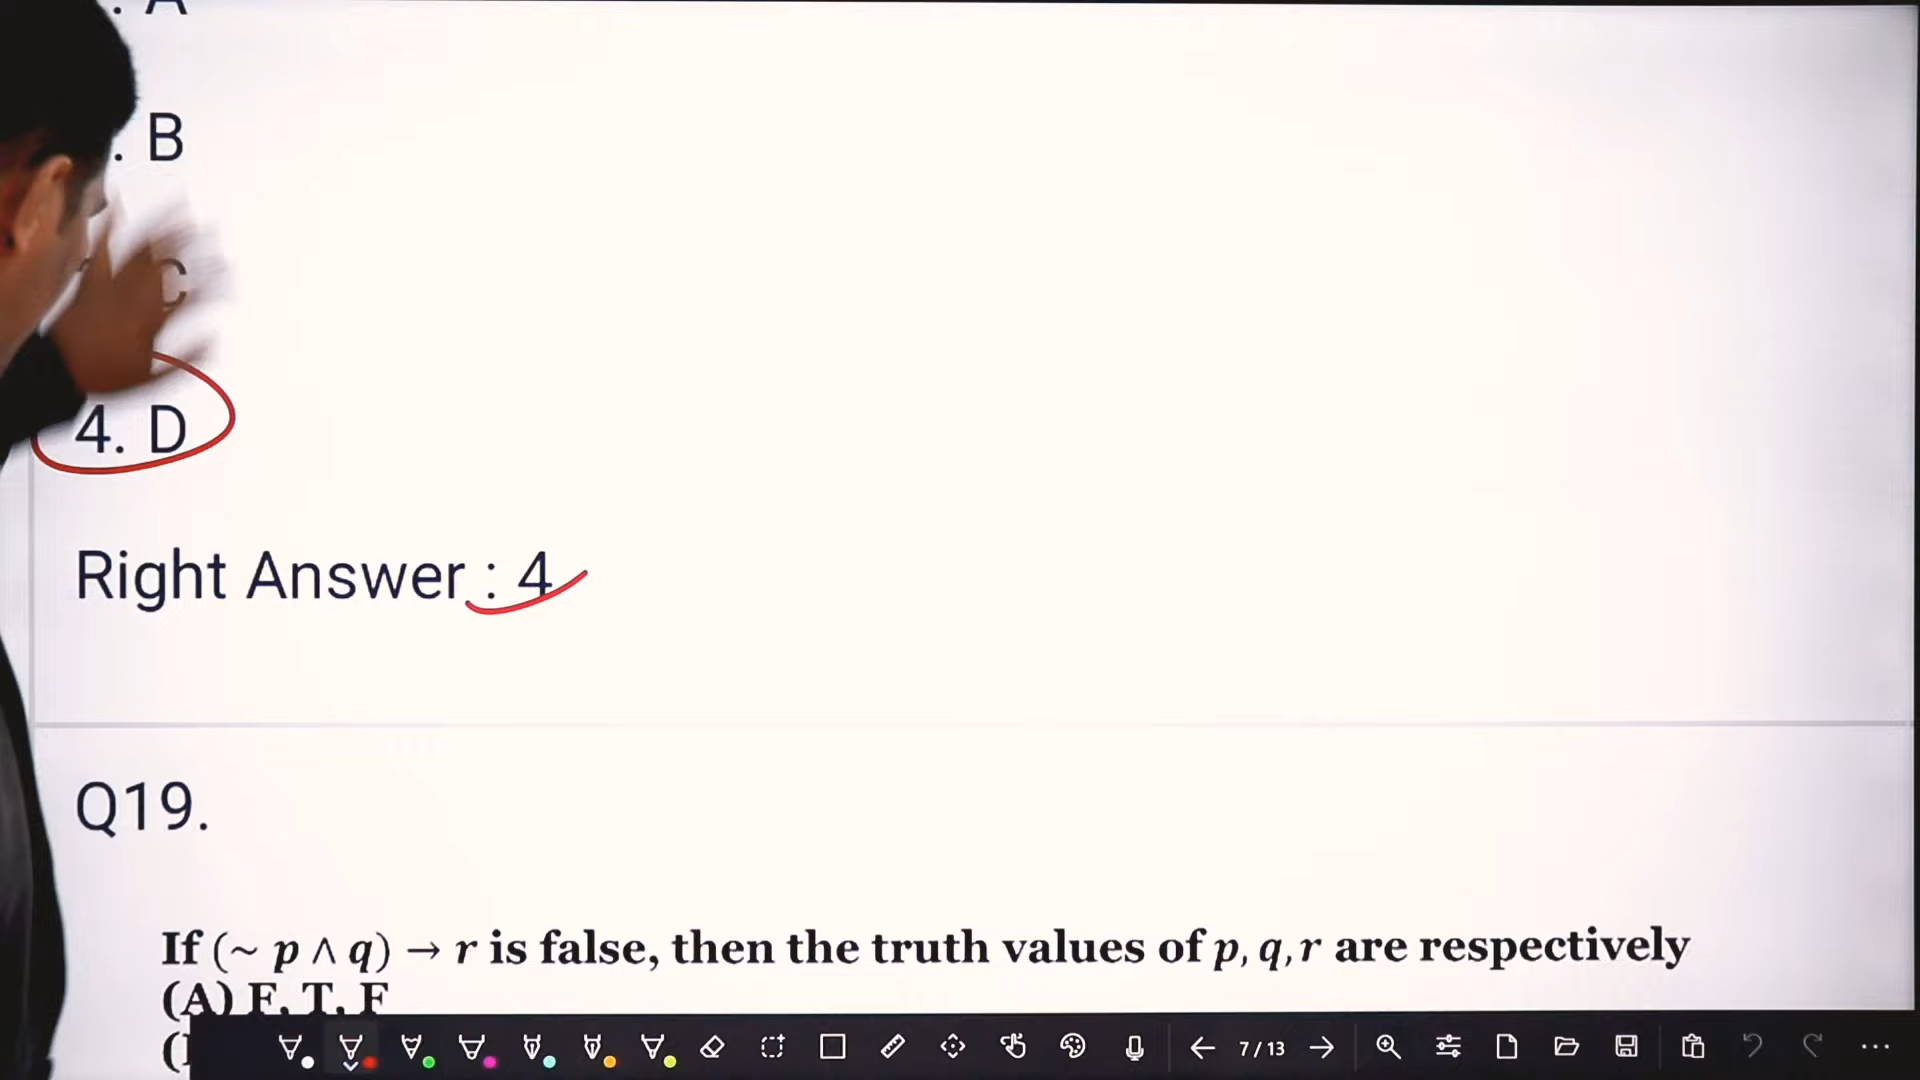 . A
. B
C
4. D
Right Answer : 4
Q19.
If (~ p ∧ q) → r is false, then the truth values of p, q, r are respectively
(A) F, T, F
7 / 13